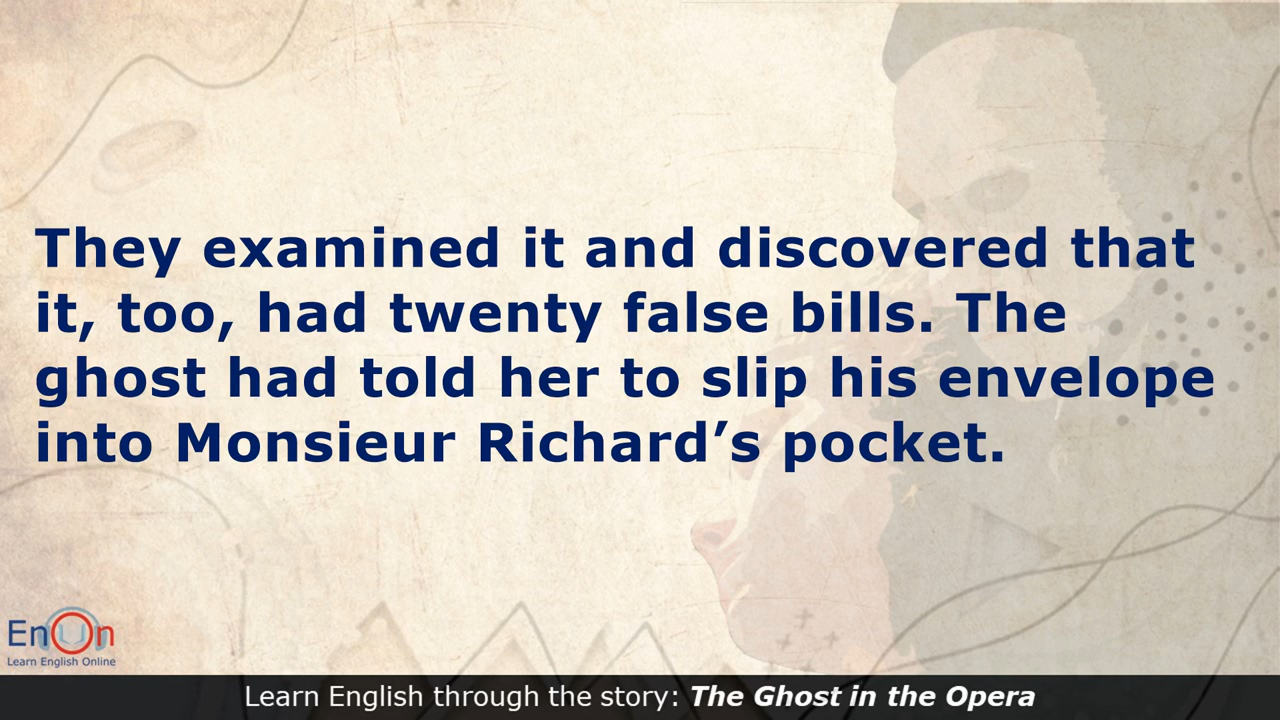 They examined it and discovered that
it, too, had twenty false bills. The
ghost had told her to slip his envelope
into Monsieur Richard’s pocket.
EnOn
Learn English Online
Learn English through the story: The Ghost in the Opera